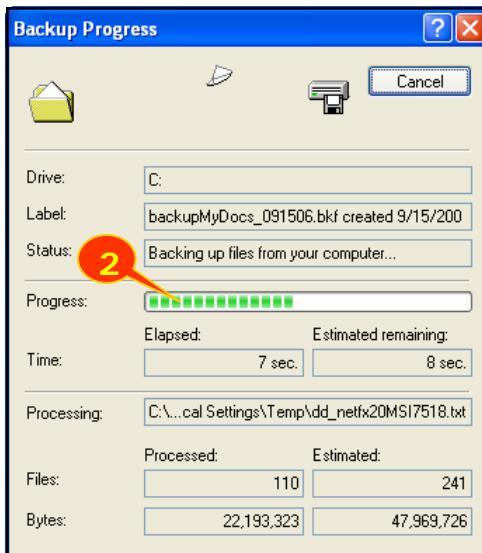 Backup Progress
Cancel
Drive: C:
Label: backupMyDocs_091506.bkf created 9/15/200
Status: Backing up files from your computer...
2
Progress:
Elapsed: Estimated remaining:
Time: 7 sec. 8 sec.
Processing: C:\...cal Settings\Temp\dd_netfx20MSI7518.txt
Processed: Estimated:
Files: 110 241
Bytes: 22,193,323 47,969,726